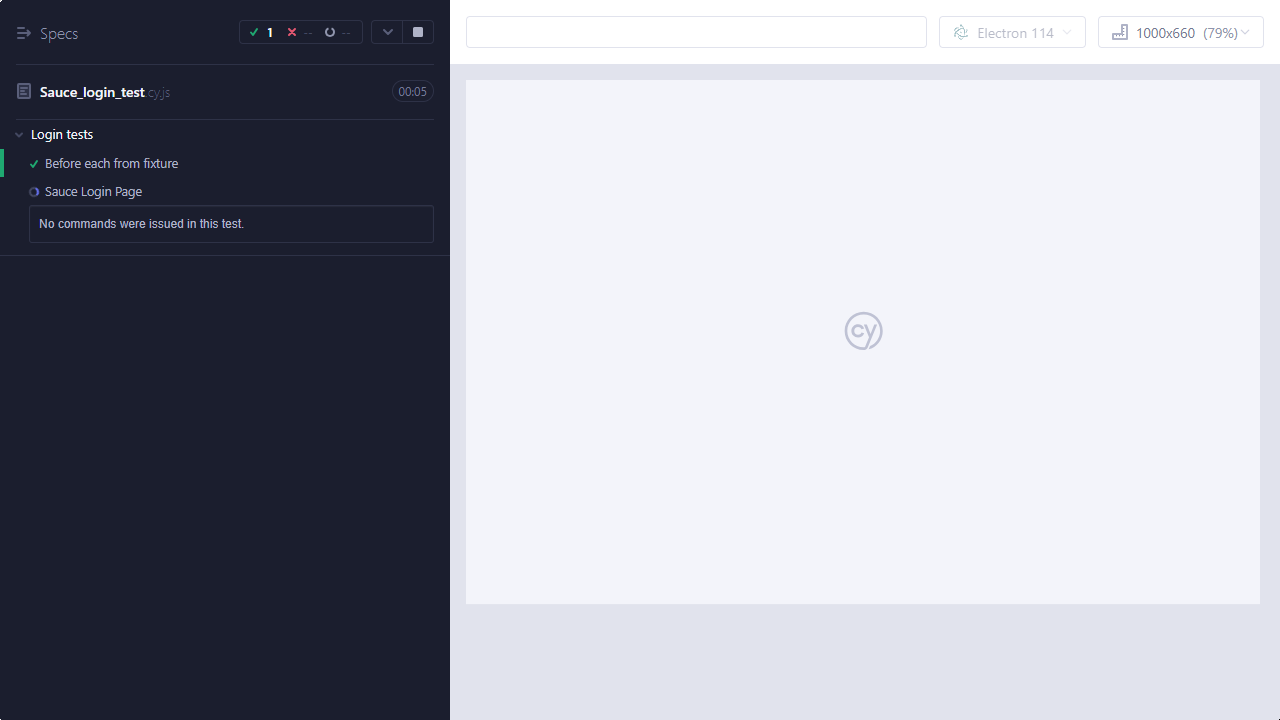 Specs
1 -- --
Electron 114
1000x660 (79%)
Sauce_login_test.cy.js
00:05
Login tests
Before each from fixture
Sauce Login Page
No commands were issued in this test.
cy